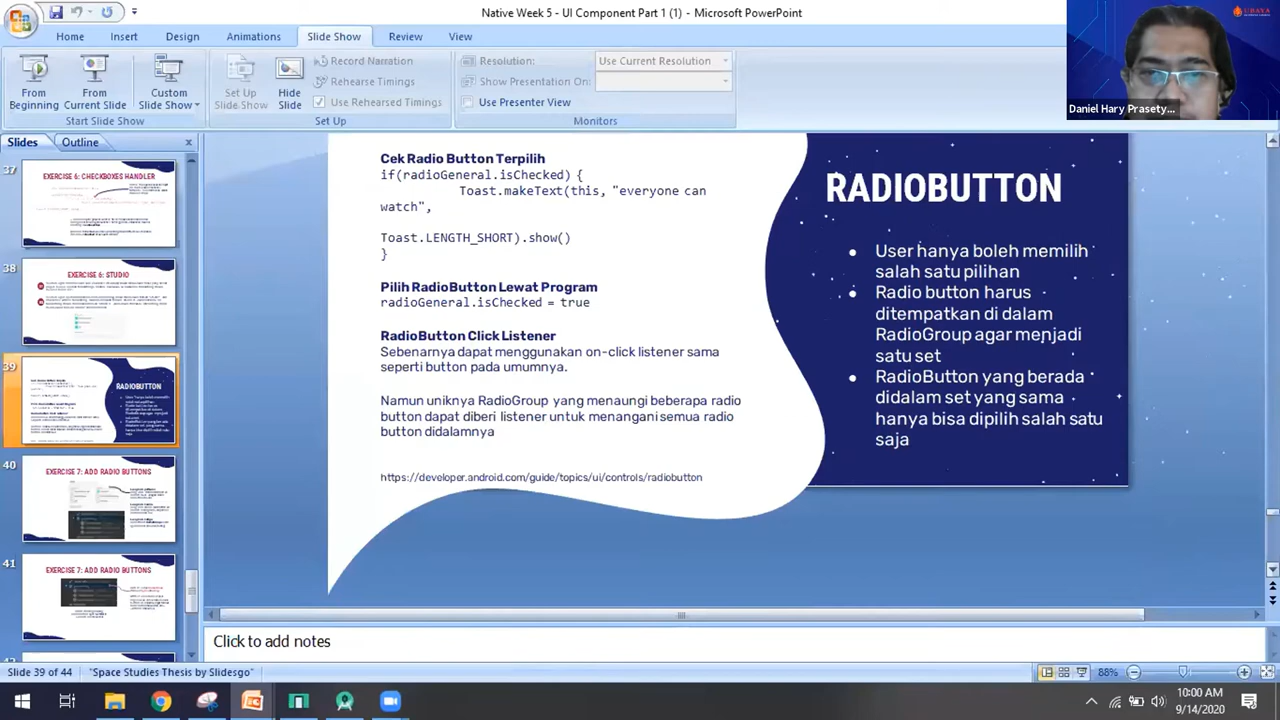 Native Week 5 - UI Component Part 1 (1) - Microsoft PowerPoint
UBAYA
Home Insert Design Animations Slide Show Review View
From Beginning
From Current Slide
Custom Slide Show
Start Slide Show
Set Up Slide Show
Hide Slide
Record Narration
Rehearse Timings
Use Rehearsed Timings
Set Up
Resolution: Use Current Resolution
Show Presentation On:
Use Presenter View
Monitors
Daniel Hary Prasety...
Slides Outline
37
EXERCISE 6: CHECKBOXES HANDLER
38
EXERCISE 6: STUDIO
39
RADIOBUTTON
40
EXERCISE 7: ADD RADIO BUTTONS
41
EXERCISE 7: ADD RADIO BUTTONS
Cek Radio Button Terpilih
if(radioGeneral.isChecked) {
Toast.makeText(this, "everyone can
watch",
Toast.LENGTH_SHORT).show()
}
Pilih RadioButton Lewat Program
radioGeneral.isChecked = true
RadioButton Click Listener
Sebenarnya dapat menggunakan on-click listener sama
seperti button pada umumnya.
Namun uniknya RadioGroup yang menaungi beberapa radio
button dapat diberi listener dan menangani semua radio
didalamnya
https://developer.android.com/guide/topics/ui/controls/radiobutton
RADIOBUTTON
User hanya boleh memilih
salah satu pilihan
Radio button harus
ditempatkan di dalam
RadioGroup agar menjadi
satu set
RadioButton yang berada
didalam set yang sama
hanya bisa dipilih salah satu
saja
Click to add notes
Slide 39 of 44 "Space Studies Thesis by Slidesgo" 88%
10:00 AM
9/14/2020